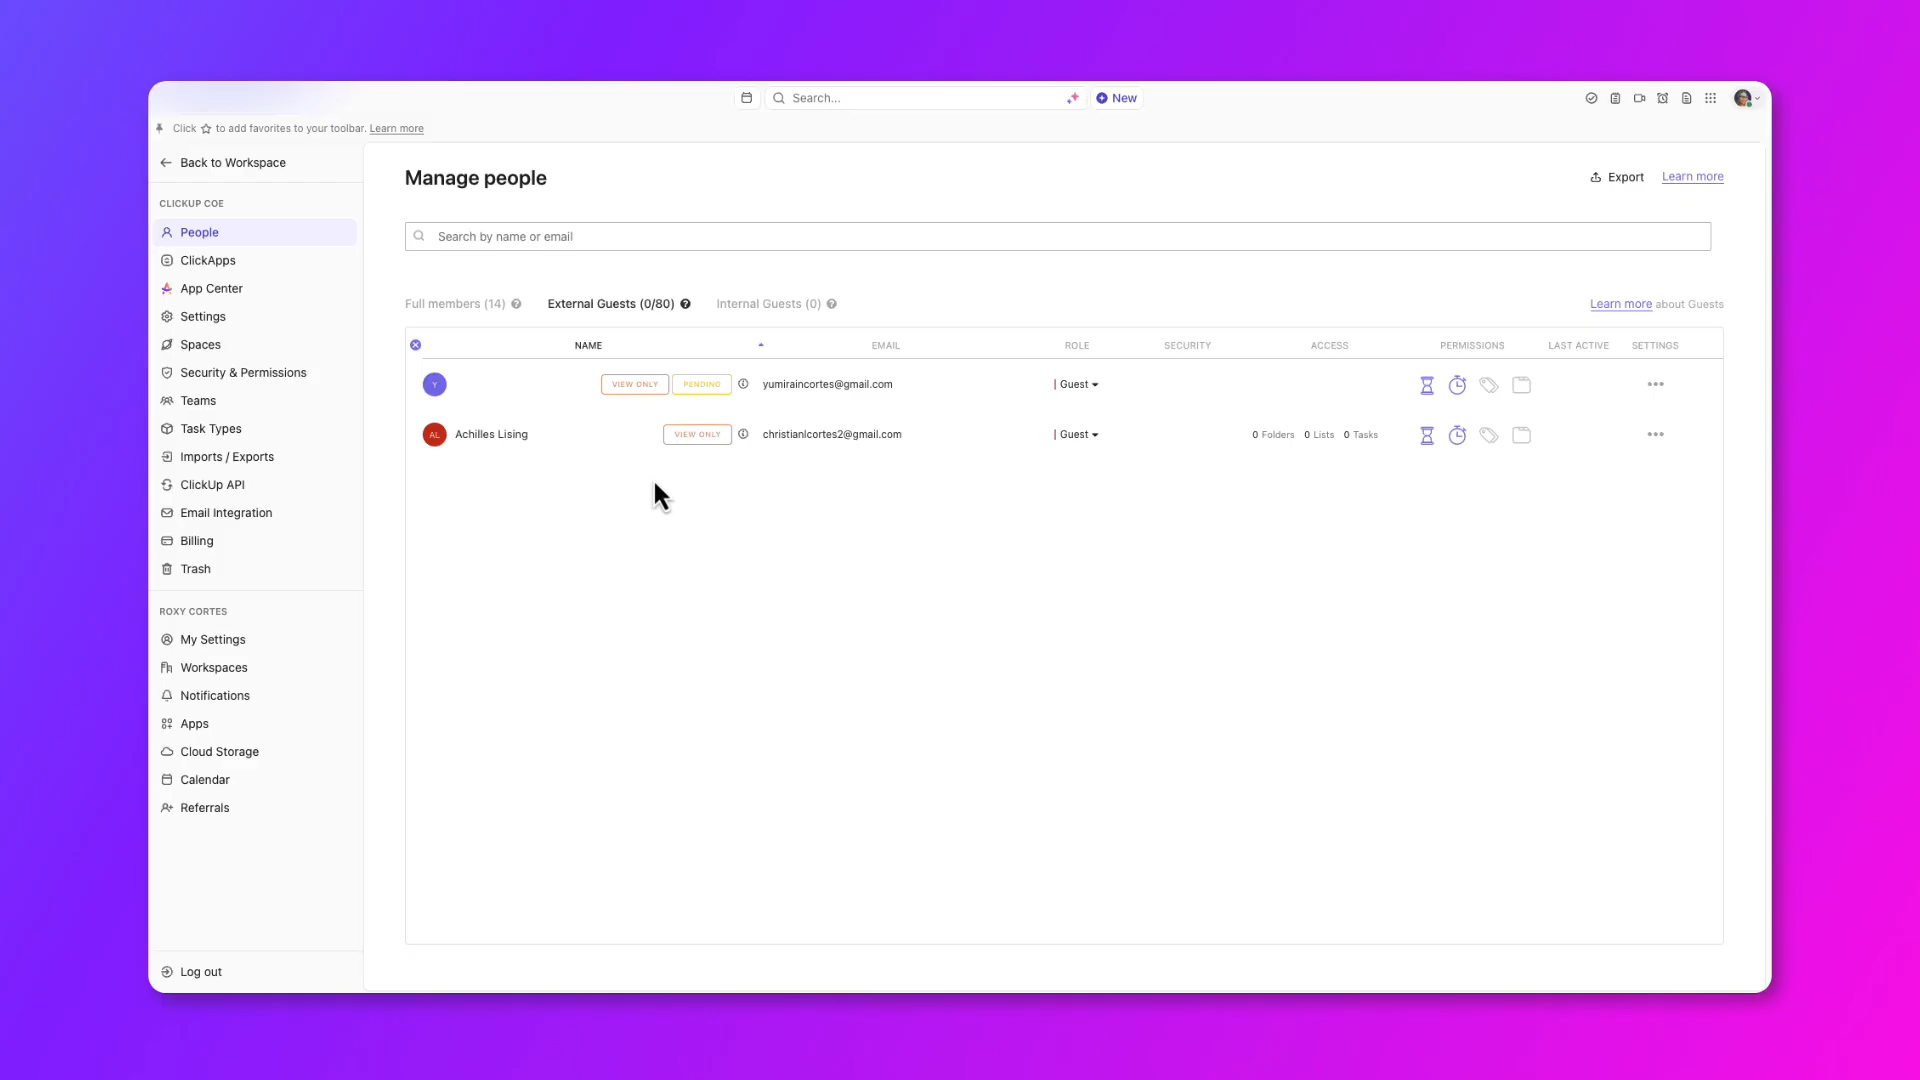 Search...
New
Click to add favorites to your toolbar. Learn more
Back to Workspace
CLICKUP COE
People
ClickApps
App Center
Settings
Spaces
Security & Permissions
Teams
Task Types
Imports / Exports
ClickUp API
Email Integration
Billing
Trash
ROXY CORTES
My Settings
Workspaces
Notifications
Apps
Cloud Storage
Calendar
Referrals
Log out
Manage people
Export Learn more
Search by name or email
Full members (14) External Guests (0/80) Internal Guests (0) Learn more about Guests
NAME EMAIL ROLE SECURITY ACCESS PERMISSIONS LAST ACTIVE SETTINGS
Y VIEW ONLY PENDING yumiraincortes@gmail.com Guest
AL Achilles Lising VIEW ONLY christianlcortes2@gmail.com Guest 0 Folders 0 Lists 0 Tasks